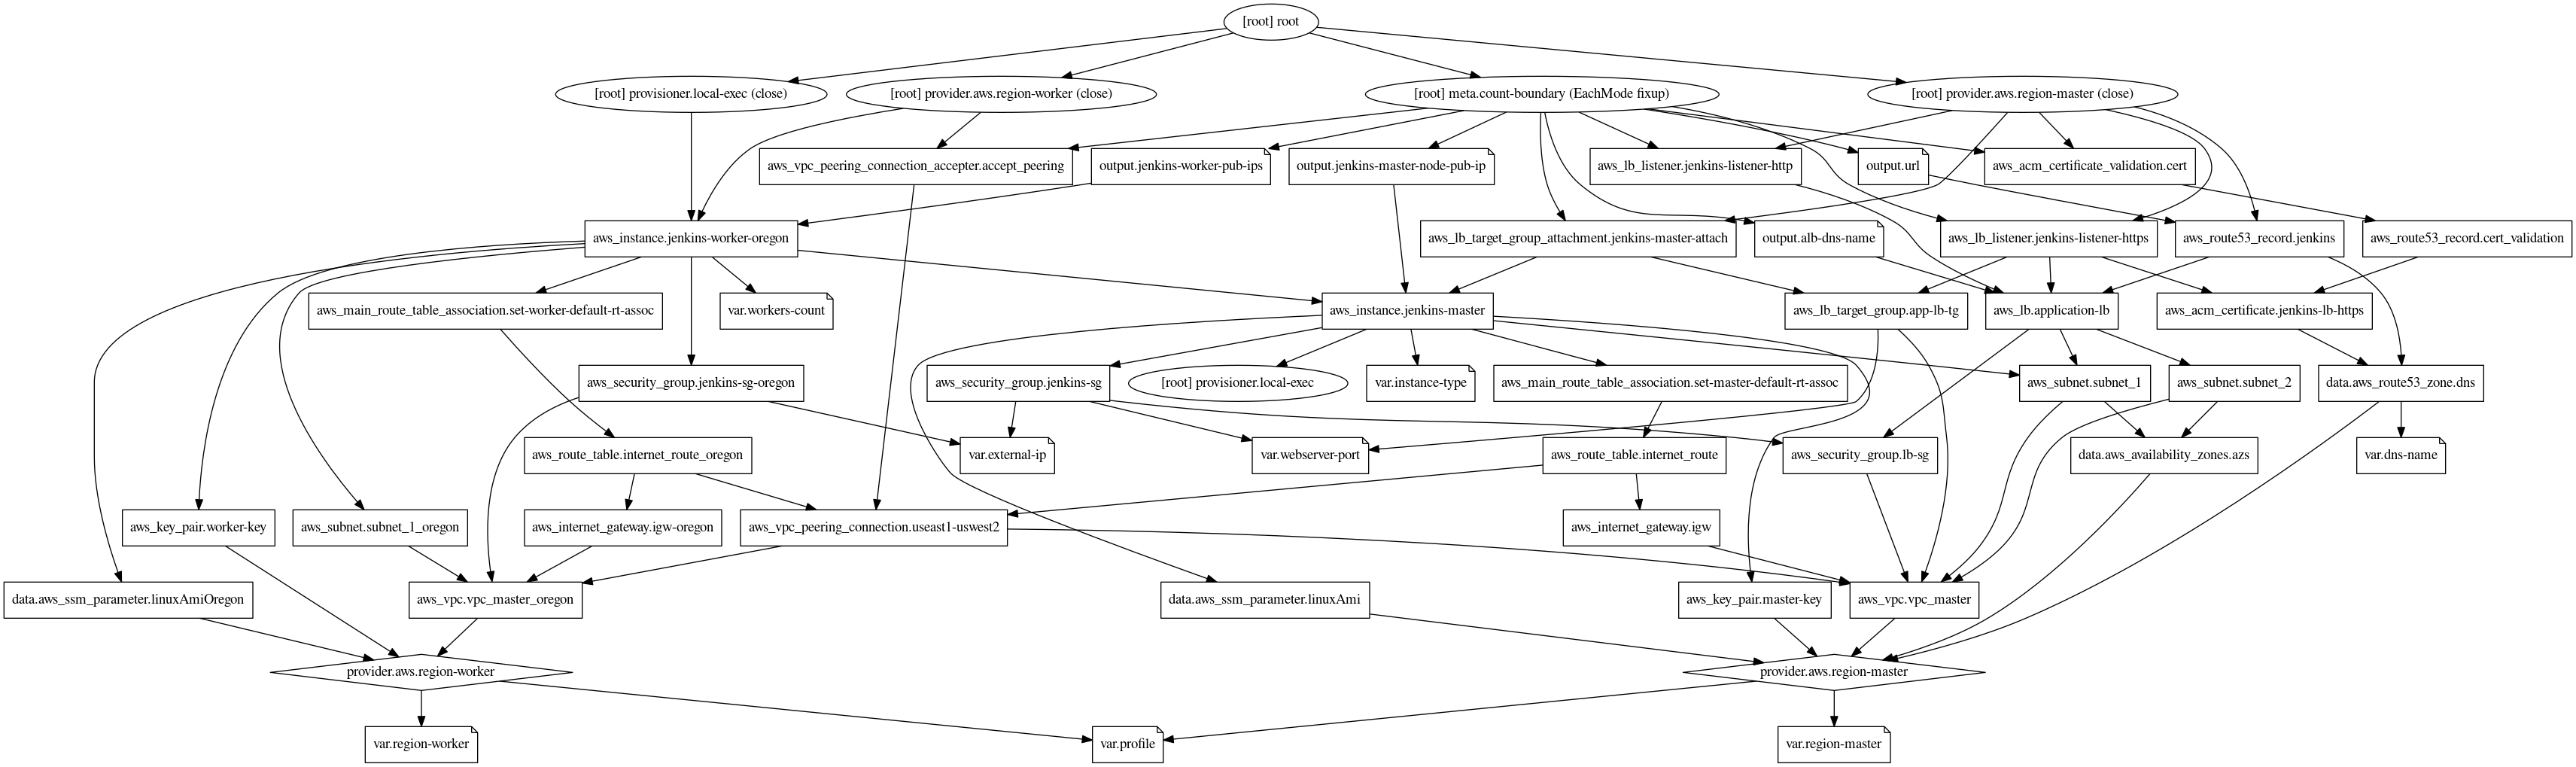 [root] root
[root] provisioner.local-exec (close)
[root] provider.aws.region-worker (close)
[root] meta.count-boundary (EachMode fixup)
[root] provider.aws.region-master (close)
aws_vpc_peering_connection_accepter.accept_peering
output.jenkins-worker-pub-ips
output.jenkins-master-node-pub-ip
aws_lb_listener.jenkins-listener-http
output.url
aws_acm_certificate_validation.cert
aws_instance.jenkins-worker-oregon
aws_lb_target_group_attachment.jenkins-master-attach
output.alb-dns-name
aws_lb_listener.jenkins-listener-https
aws_route53_record.jenkins
aws_route53_record.cert_validation
aws_main_route_table_association.set-worker-default-rt-assoc
var.workers-count
aws_instance.jenkins-master
aws_lb_target_group.app-lb-tg
aws_lb.application-lb
aws_acm_certificate.jenkins-lb-https
aws_security_group.jenkins-sg-oregon
aws_security_group.jenkins-sg
[root] provisioner.local-exec
var.instance-type
aws_main_route_table_association.set-master-default-rt-assoc
aws_subnet.subnet_1
aws_subnet.subnet_2
data.aws_route53_zone.dns
aws_route_table.internet_route_oregon
var.external-ip
var.webserver-port
aws_route_table.internet_route
aws_security_group.lb-sg
data.aws_availability_zones.azs
var.dns-name
aws_key_pair.worker-key
aws_subnet.subnet_1_oregon
aws_internet_gateway.igw-oregon
aws_vpc_peering_connection.useast1-uswest2
aws_internet_gateway.igw
data.aws_ssm_parameter.linuxAmiOregon
aws_vpc.vpc_master_oregon
data.aws_ssm_parameter.linuxAmi
aws_key_pair.master-key
aws_vpc.vpc_master
provider.aws.region-worker
provider.aws.region-master
var.region-worker
var.profile
var.region-master